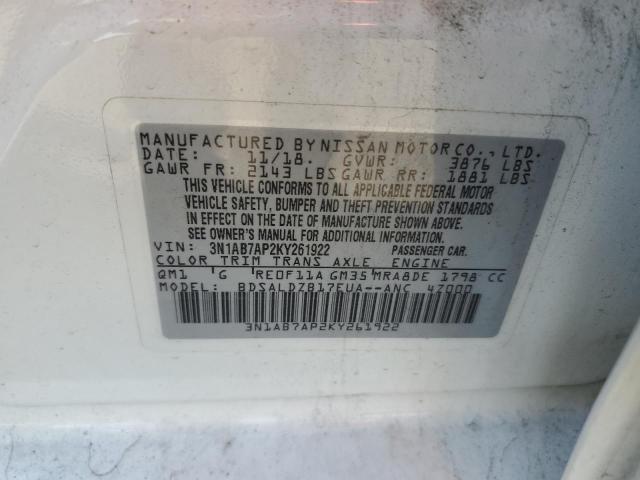 MANUFACTURED BY NISSAN MOTOR CO., LTD.
DATE: 11/18. GVWR: 3876 LBS
GAWR FR: 2143 LBS GAWR RR: 1881 LBS
THIS VEHICLE CONFORMS TO ALL APPLICABLE FEDERAL MOTOR
VEHICLE SAFETY, BUMPER AND THEFT PREVENTION STANDARDS
IN EFFECT ON THE DATE OF MANUFACTURE SHOWN ABOVE.
SEE OWNER'S MANUAL FOR ADDITIONAL INFORMATION.
VIN: 3N1AB7AP2KY261922 PASSENGER CAR.
COLOR TRIM TRANS AXLE ENGINE
QM1 G RE0F11A GM35 MRA8DE 1798 CC
MODEL: BDSALDZB17EUA--ANC 4Z000
3N1AB7AP2KY261922